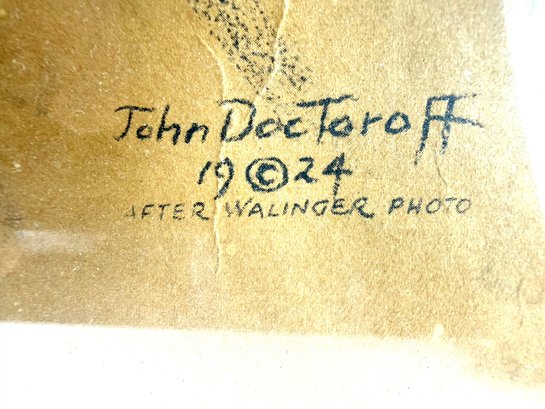 John DocToroff
19©24
AFTER WALINGER PHOTO